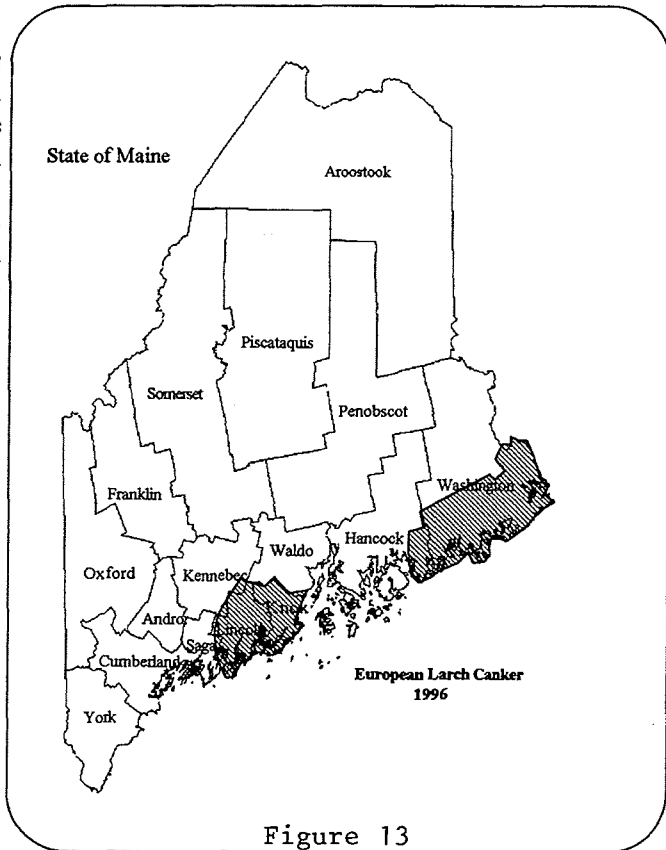 State of Maine
Aroostook
Piscataquis
Somerset
Penobscot
Franklin
Washington
Hancock
Waldo
Oxford
Kennebec
Knox
Andro
Lincoln
Saga
Cumberland
York
European Larch Canker
1996
Figure 13